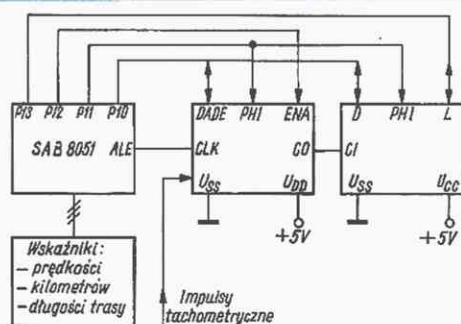 P13 P12 P11 P10
DADE PHI ENA
D PHI L
SAB 8051 ALE
CLK CO
CI
USS UDD
USS UCC
+5V
+5V
Wskaźniki:
– prędkości
– kilometrów
– długości trasy
Impulsy
tachometryczne